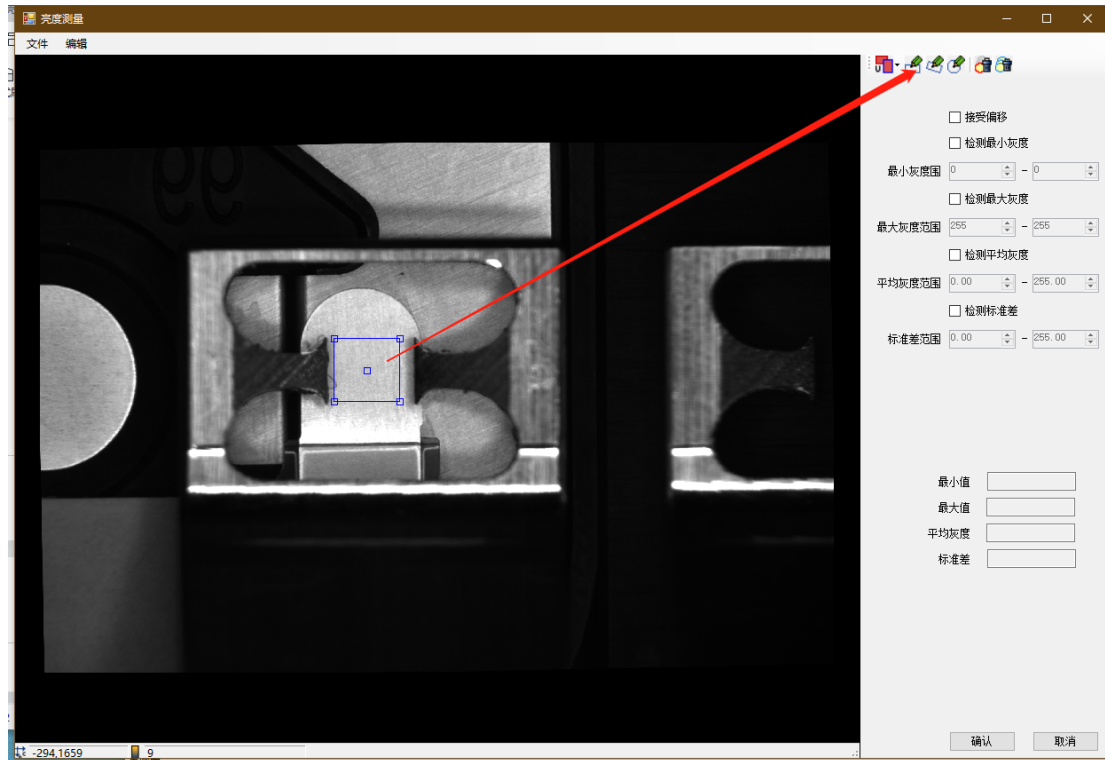 亮度测量
文件 编辑
接受偏移
检测最小灰度
最小灰度围 0 - 0
检测最大灰度
最大灰度范围 255 - 255
检测平均灰度
平均灰度范围 0.00 - 255.00
检测标准差
标准差范围 0.00 - 255.00
最小值
最大值
平均灰度
标准差
确认 取消
-294,1659 9